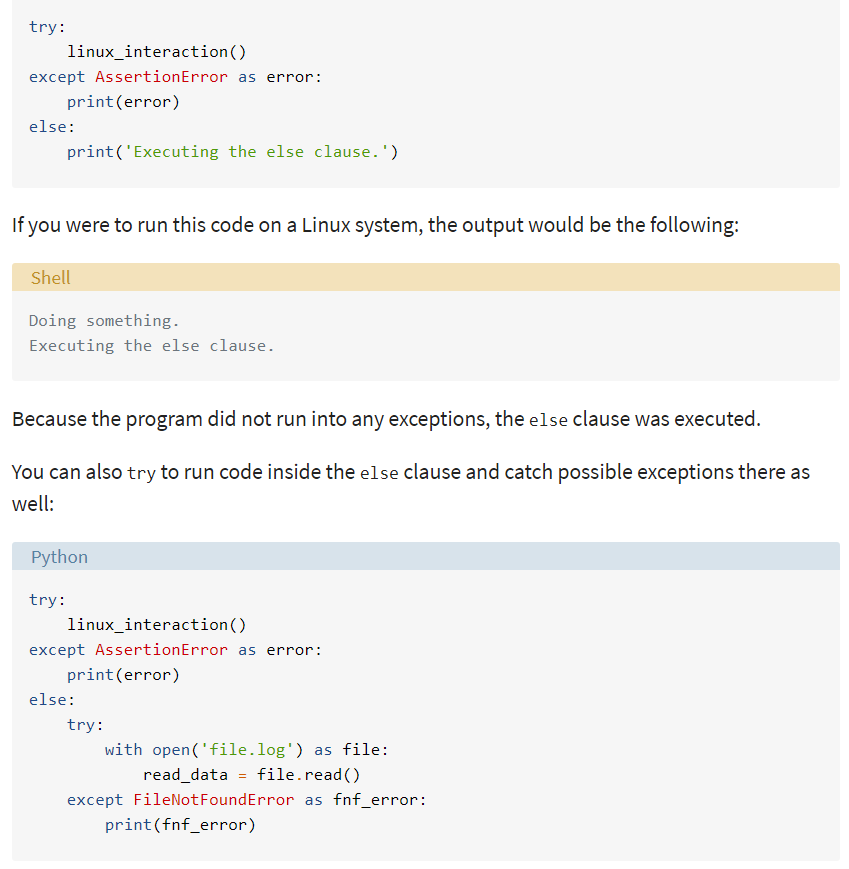 try:
    linux_interaction()
except AssertionError as error:
    print(error)
else:
    print('Executing the else clause.')
If you were to run this code on a Linux system, the output would be the following:
Shell
Doing something.
Executing the else clause.
Because the program did not run into any exceptions, the else clause was executed.
You can also try to run code inside the else clause and catch possible exceptions there as
well:
Python
try:
    linux_interaction()
except AssertionError as error:
    print(error)
else:
    try:
        with open('file.log') as file:
            read_data = file.read()
    except FileNotFoundError as fnf_error:
        print(fnf_error)